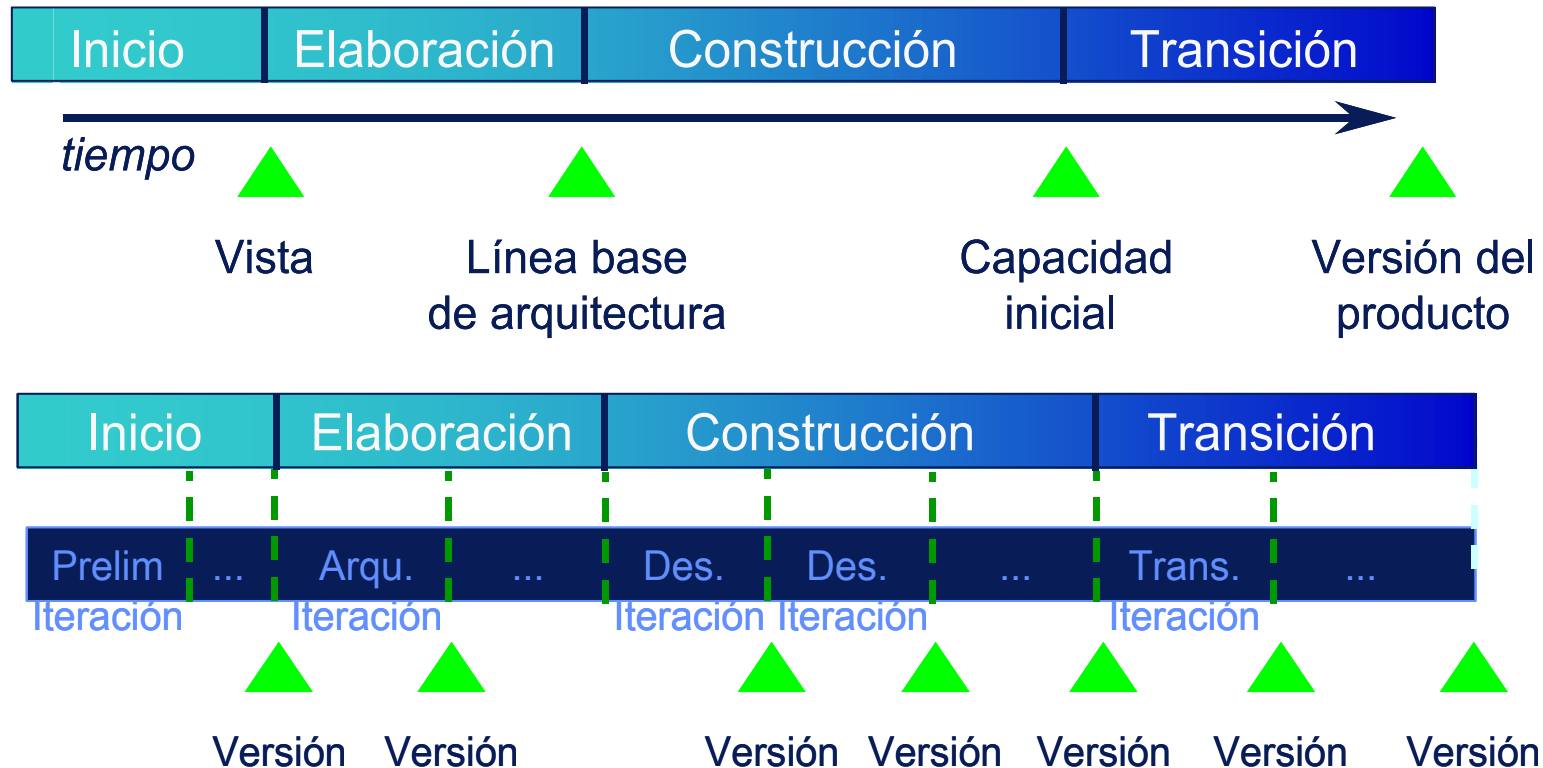 Inicio Elaboración Construcción Transición
tiempo
Vista Línea base Capacidad Versión del
de arquitectura inicial producto
Inicio Elaboración Construcción Transición
Prelim ... Arqu. ... Des. Des. ... Trans. ...
Iteración Iteración Iteración Iteración Iteración
Versión Versión Versión Versión Versión Versión Versión